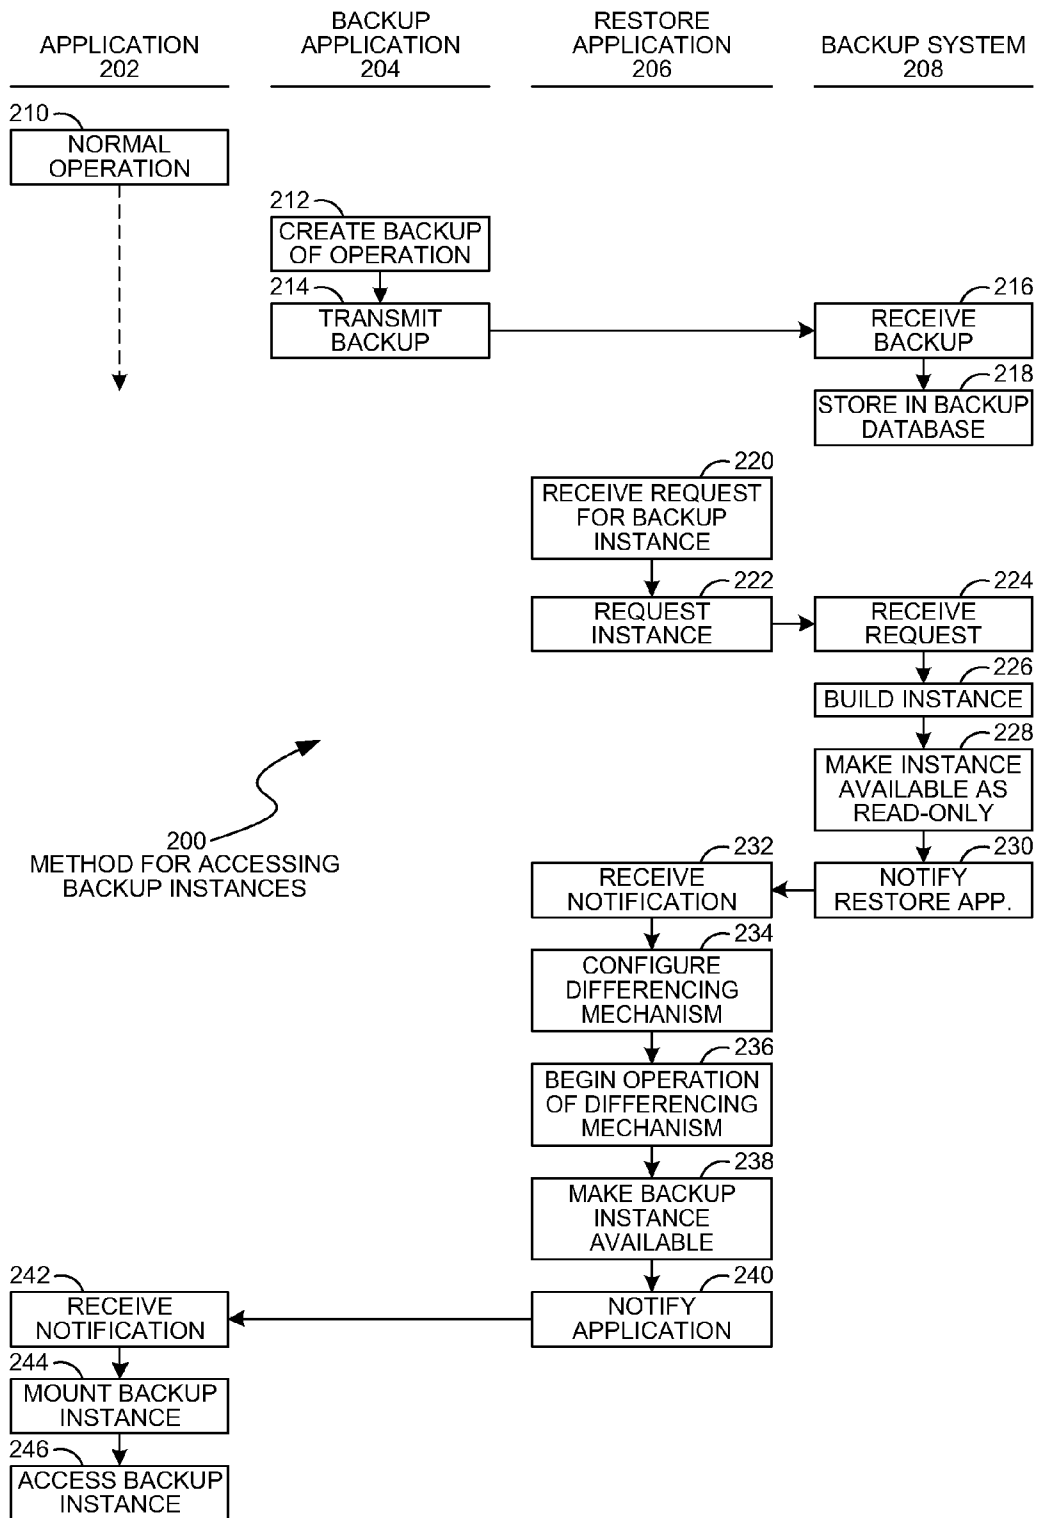 APPLICATION
202
BACKUP
APPLICATION
204
RESTORE
APPLICATION
206
BACKUP SYSTEM
208
210
NORMAL
OPERATION
212
CREATE BACKUP
OF OPERATION
214
TRANSMIT
BACKUP
216
RECEIVE
BACKUP
218
STORE IN BACKUP
DATABASE
220
RECEIVE REQUEST
FOR BACKUP
INSTANCE
222
REQUEST
INSTANCE
224
RECEIVE
REQUEST
226
BUILD INSTANCE
228
MAKE INSTANCE
AVAILABLE AS
READ-ONLY
200
METHOD FOR ACCESSING
BACKUP INSTANCES
230
NOTIFY
RESTORE APP.
232
RECEIVE
NOTIFICATION
234
CONFIGURE
DIFFERENCING
MECHANISM
236
BEGIN OPERATION
OF DIFFERENCING
MECHANISM
238
MAKE BACKUP
INSTANCE
AVAILABLE
240
NOTIFY
APPLICATION
242
RECEIVE
NOTIFICATION
244
MOUNT BACKUP
INSTANCE
246
ACCESS BACKUP
INSTANCE